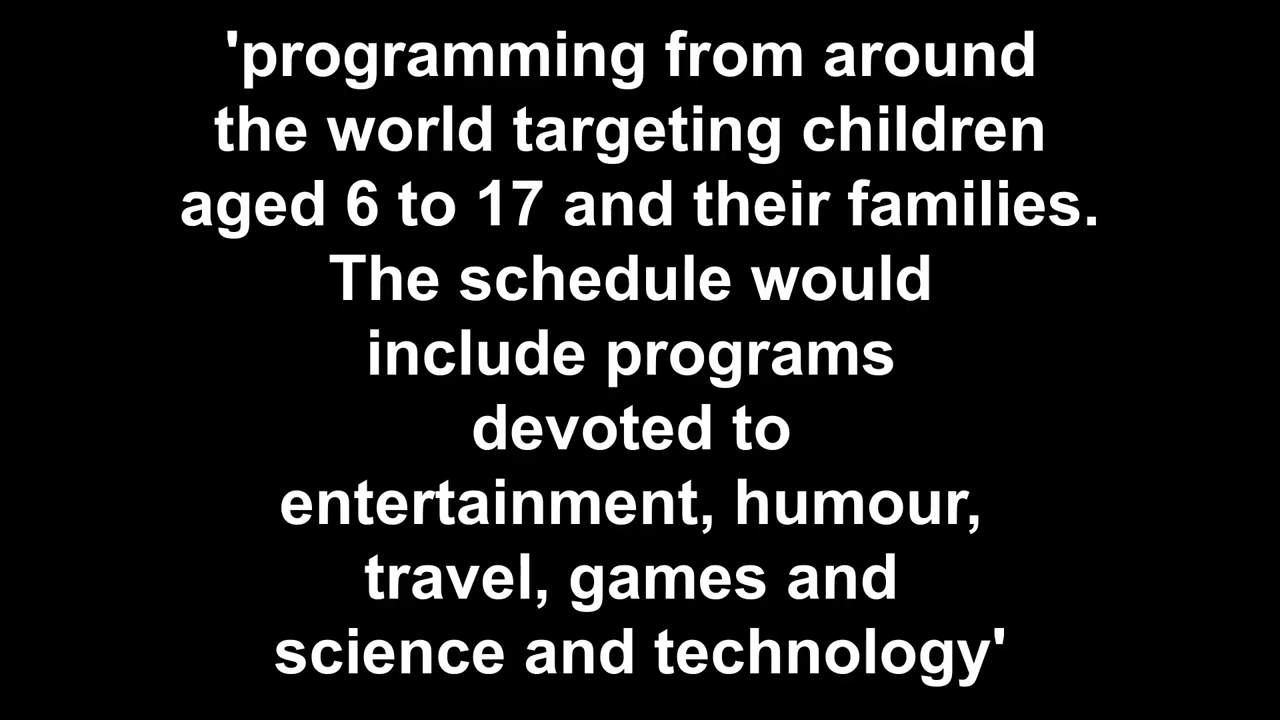 'programming from around
the world targeting children
aged 6 to 17 and their families.
The schedule would
include programs
devoted to
entertainment, humour,
travel, games and
science and technology'